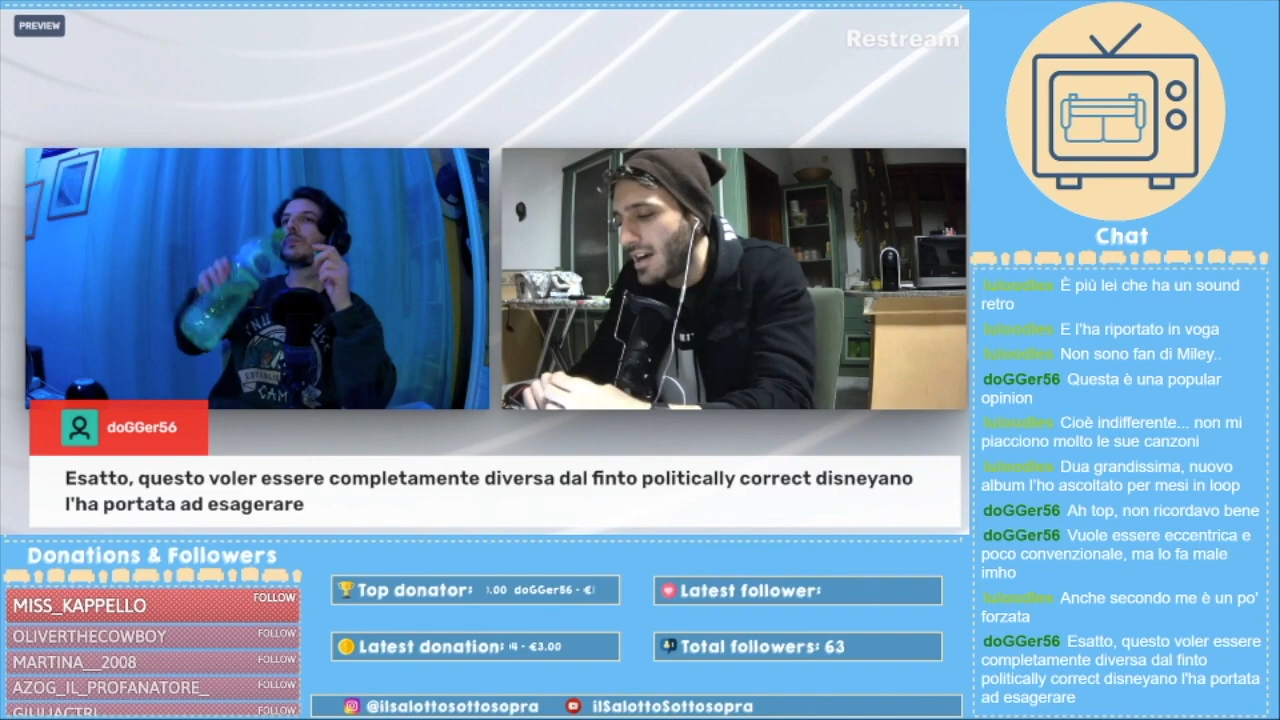 PREVIEW
Restream
doGGer56
Esatto, questo voler essere completamente diversa dal finto politically correct disneyano
l'ha portata ad esagerare
Donations & Followers
MISS_KAPPELLO FOLLOW
OLIVERTHECOWBOY FOLLOW
MARTINA__2008 FOLLOW
AZOG_IL_PROFANATORE_ FOLLOW
FOLLOW
Top donator: doGGer56 - €
Latest donation: - €3.00
Latest follower:
Total followers: 63
@ilsalottosottosopra
ilSalottoSottosopra
Chat
È più lei che ha un sound
retro
E l'ha riportato in voga
Non sono fan di Miley..
doGGer56 Questa è una popular
opinion
Cioè indifferente... non mi
piacciono molto le sue canzoni
Dua grandissima, nuovo
album l'ho ascoltato per mesi in loop
doGGer56 Ah top, non ricordavo bene
doGGer56 Vuole essere eccentrica e
poco convenzionale, ma lo fa male
imho
Anche secondo me è un po'
forzata
doGGer56 Esatto, questo voler essere
completamente diversa dal finto
politically correct disneyano l'ha portata
ad esagerare